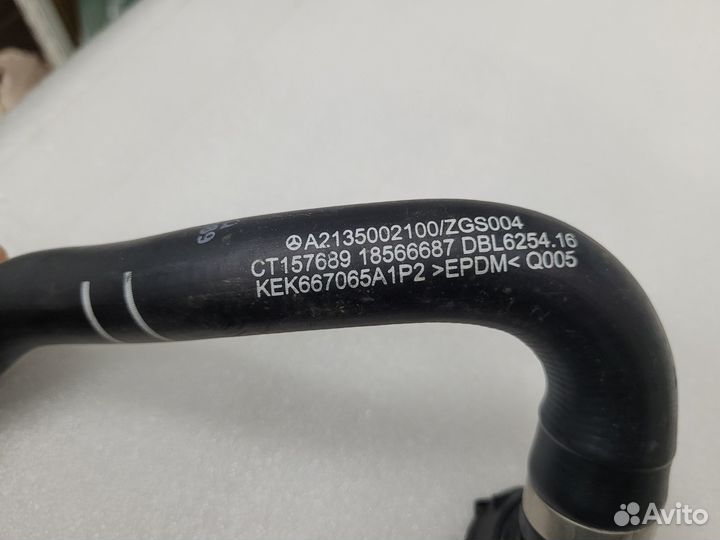 A2135002100/ZGS004
CT157689 18566687 DBL6254.16
KEK667065A1P2 >EPDM< Q005
Avito